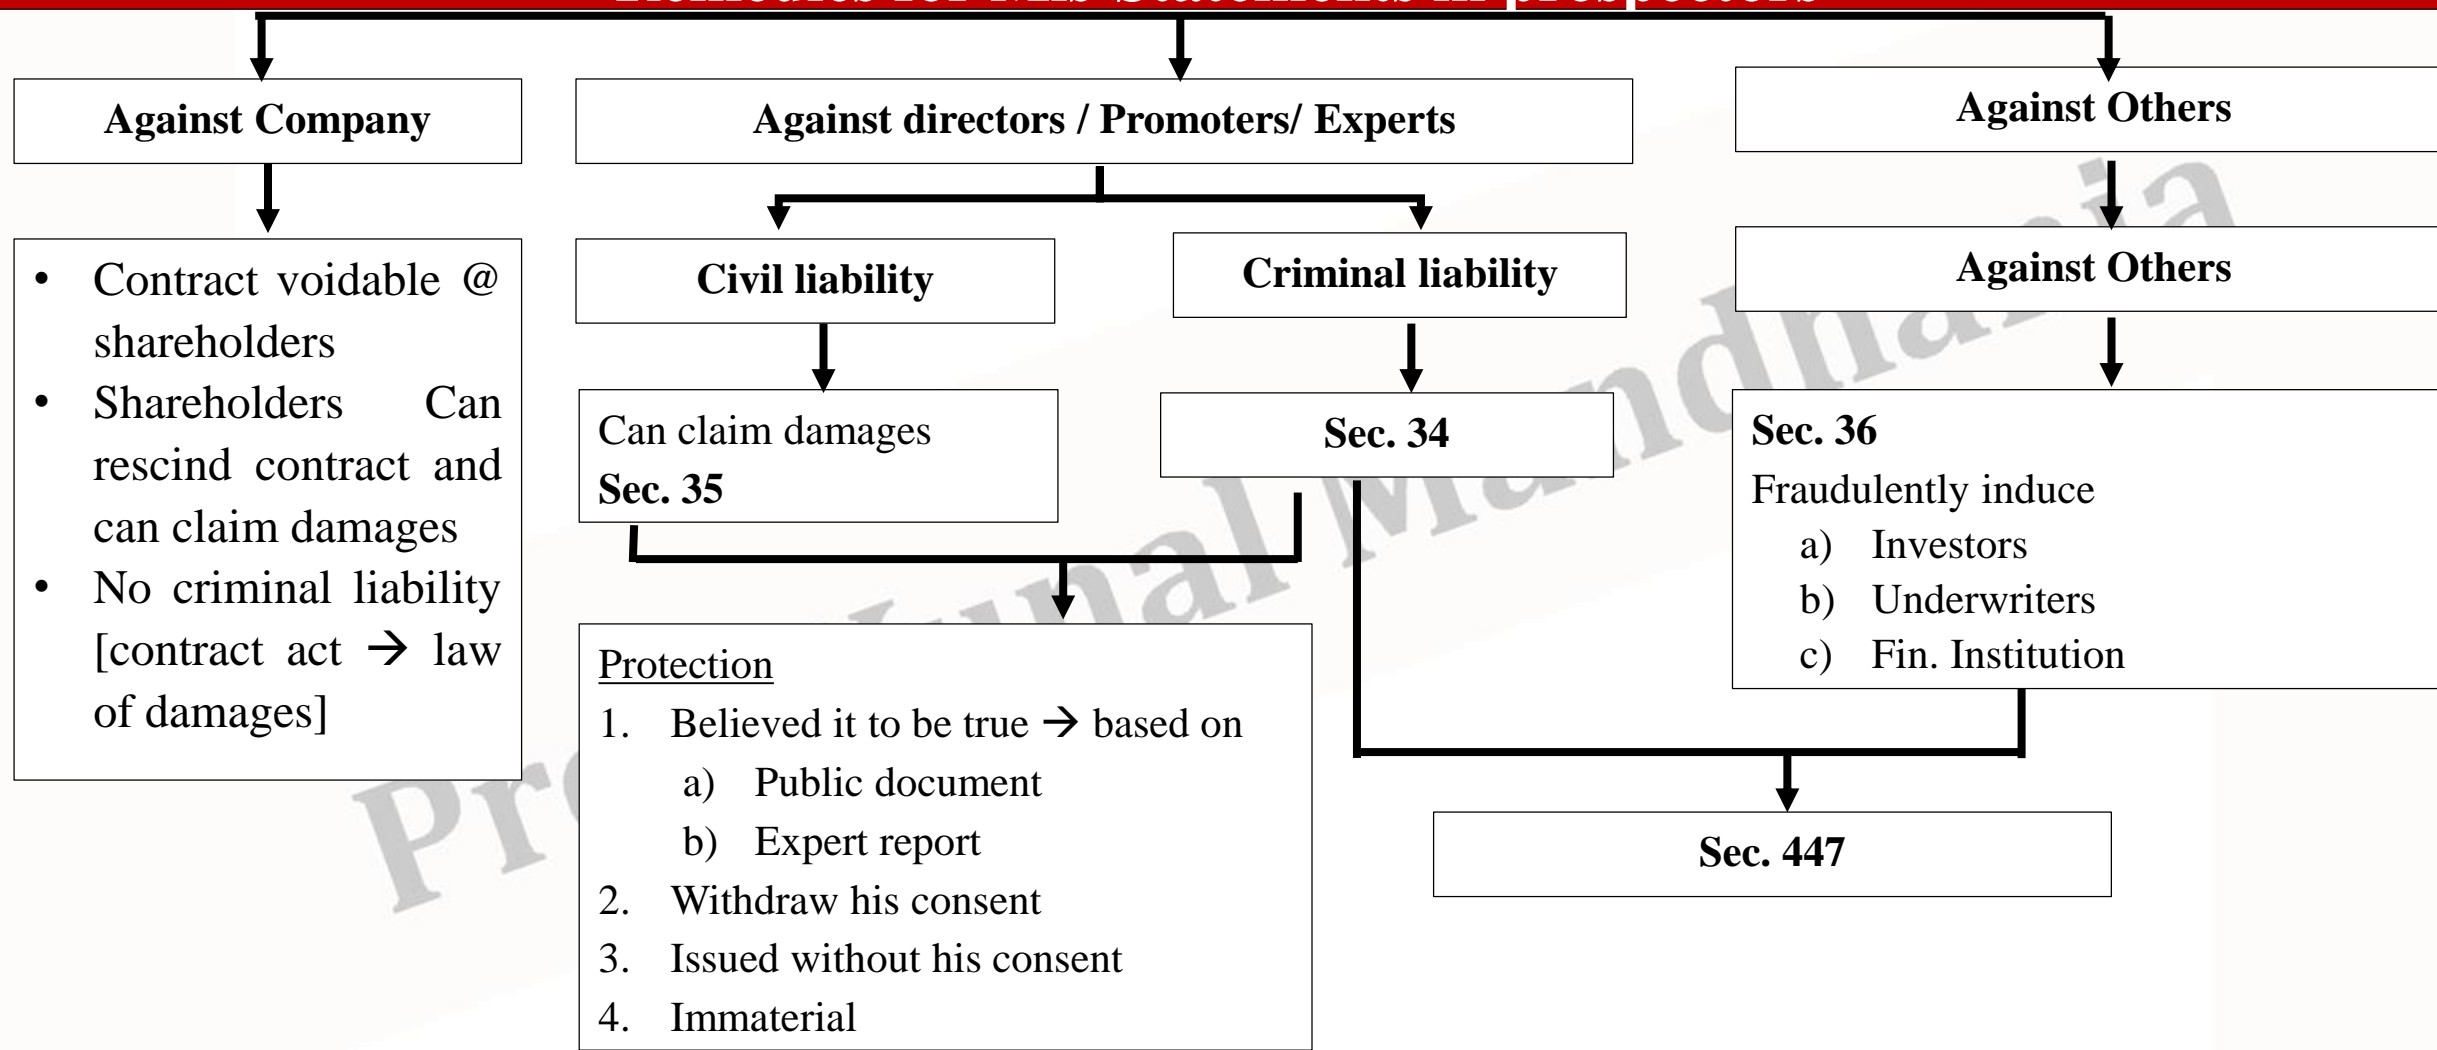 Against Company
Against directors / Promoters/ Experts
Against Others
• Contract voidable @
shareholders
• Shareholders Can
rescind contract and
can claim damages
• No criminal liability
[contract act → law
of damages]
Civil liability
Criminal liability
Against Others
Can claim damages
Sec. 35
Sec. 34
Sec. 36
Fraudulently induce
a) Investors
b) Underwriters
c) Fin. Institution
Protection
1. Believed it to be true → based on
a) Public document
b) Expert report
2. Withdraw his consent
3. Issued without his consent
4. Immaterial
Sec. 447